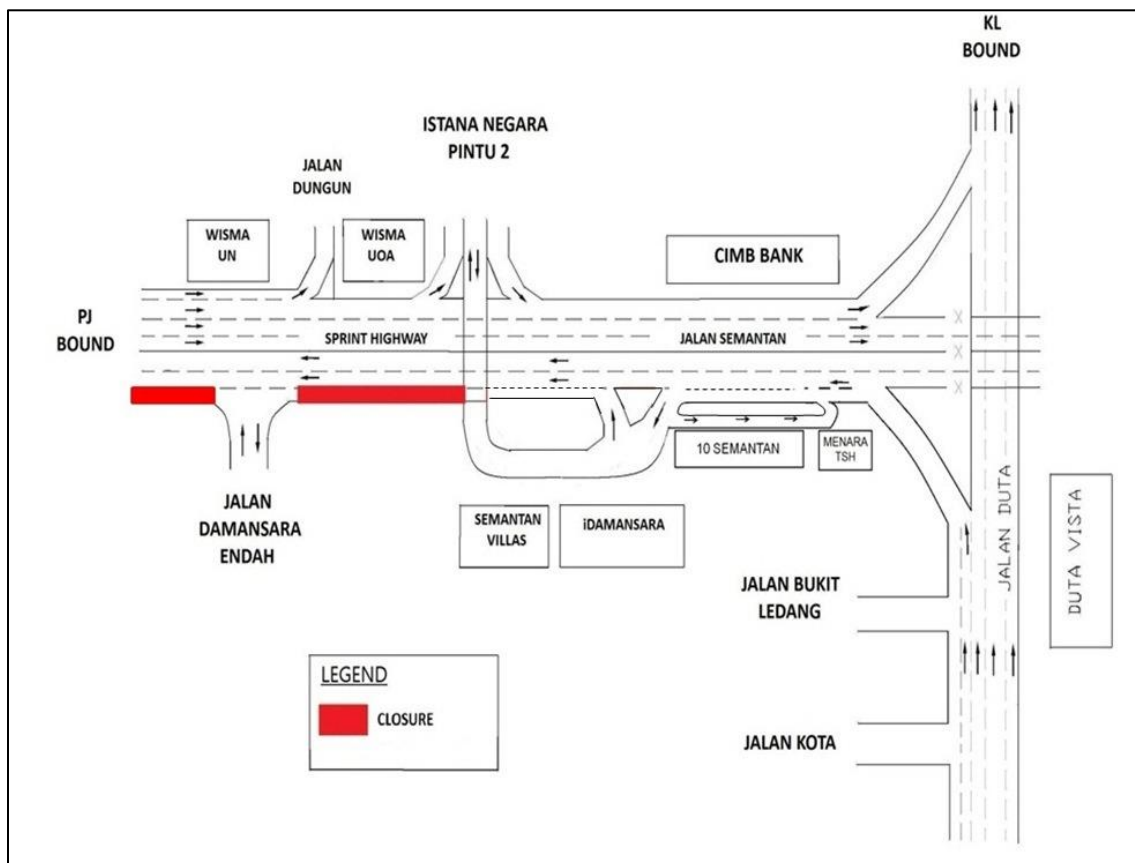 KL
BOUND
ISTANA NEGARA
PINTU 2
JALAN
DUNGUN
WISMA
UN
WISMA
UOA
CIMB BANK
PJ
BOUND
SPRINT HIGHWAY
JALAN SEMANTAN
X
X
X
10 SEMANTAN
MENARA
TSH
JALAN
DAMANSARA
ENDAH
SEMANTAN
VILLAS
iDAMANSARA
JALAN DUTA
DUTA VISTA
JALAN BUKIT
LEDANG
JALAN KOTA
LEGEND
CLOSURE